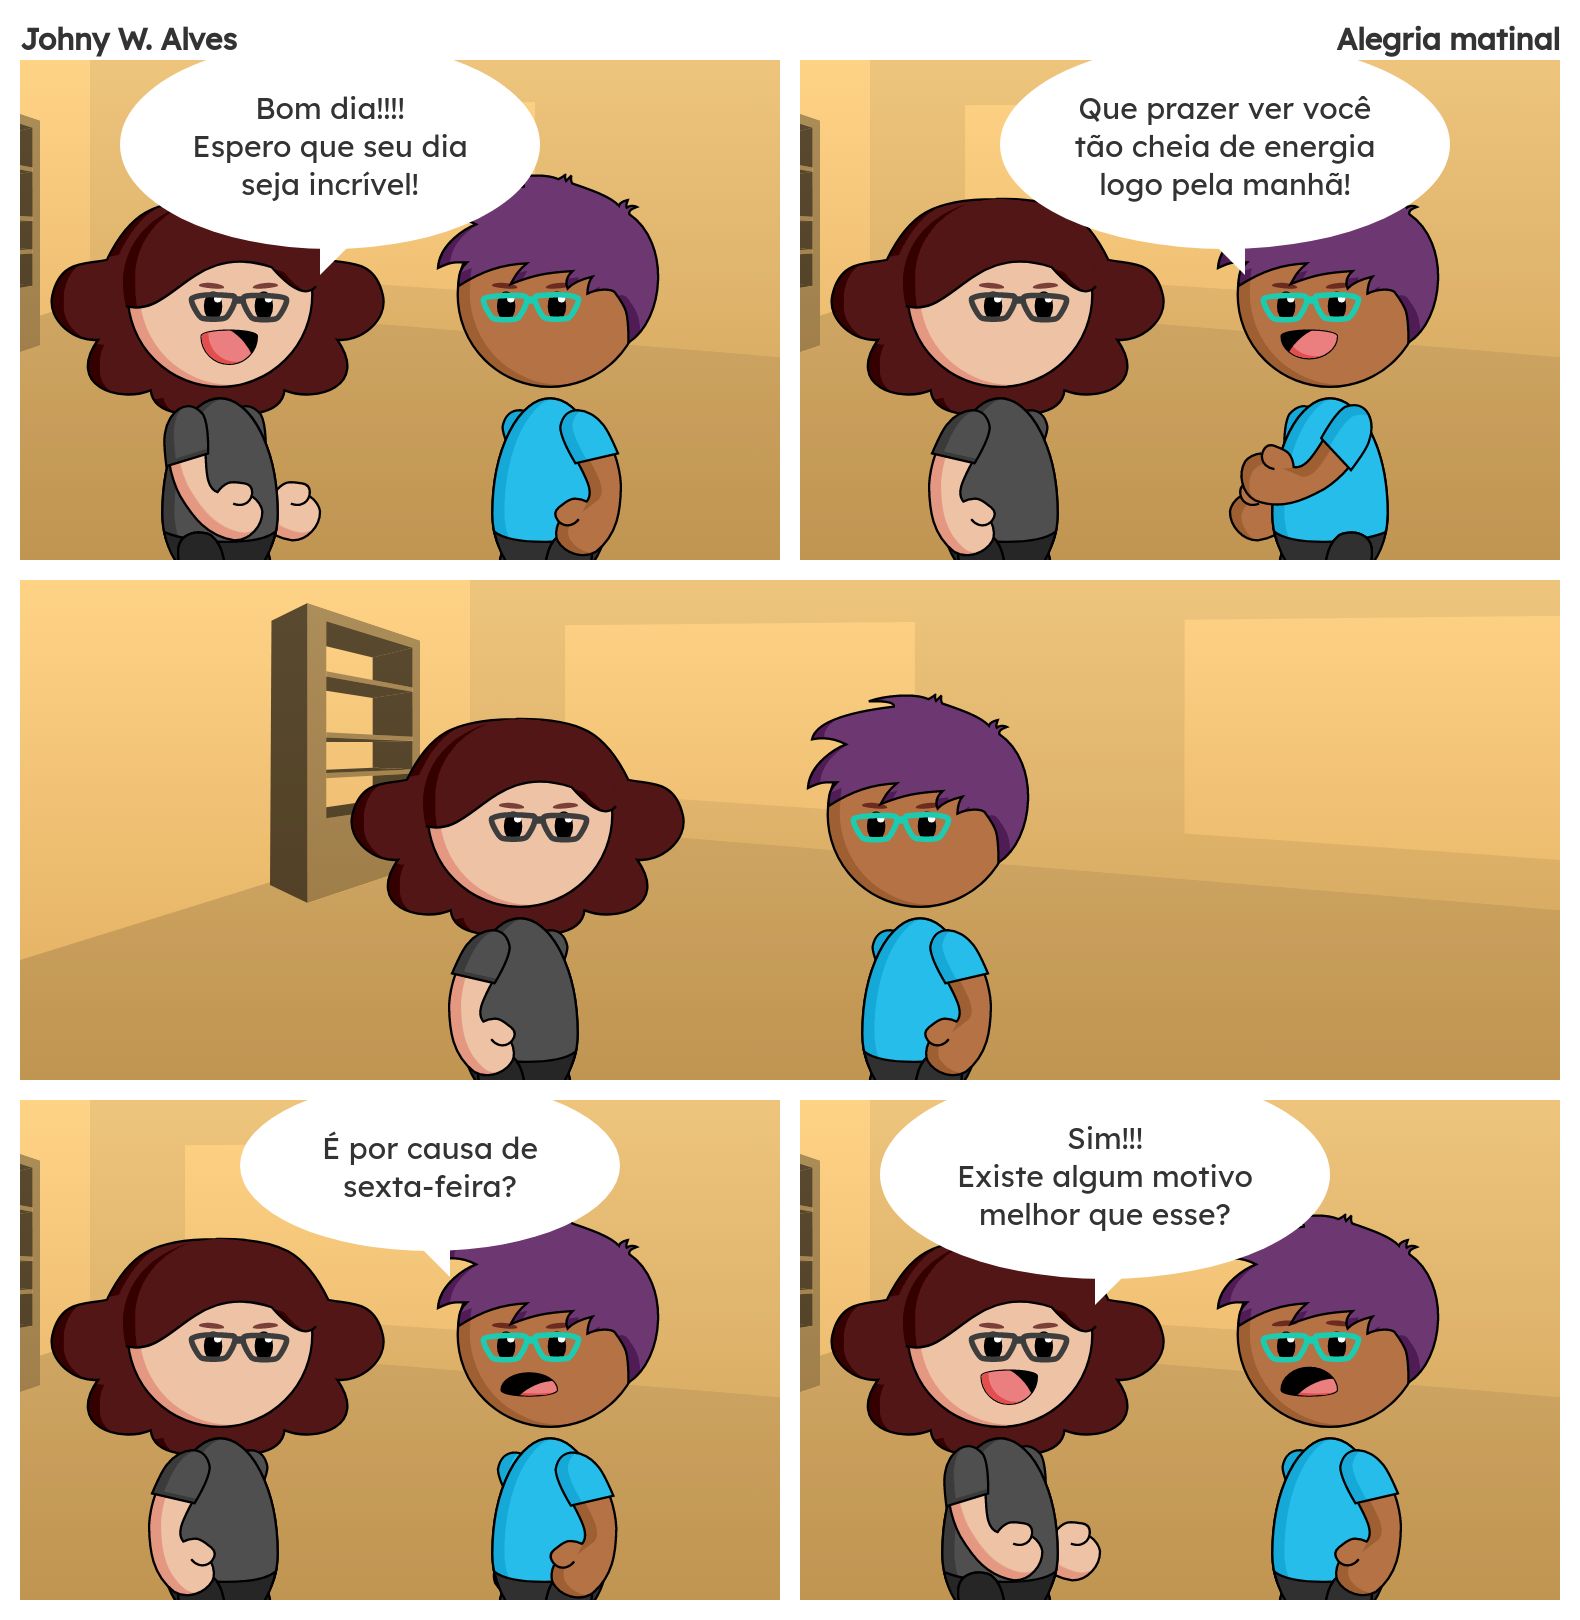 Johny W. Alves
Alegria matinal
Bom dia!!!!
Espero que seu dia
seja incrível!
Que prazer ver você
tão cheia de energia
logo pela manhã!
É por causa de
sexta-feira?
Sim!!!
Existe algum motivo
melhor que esse?